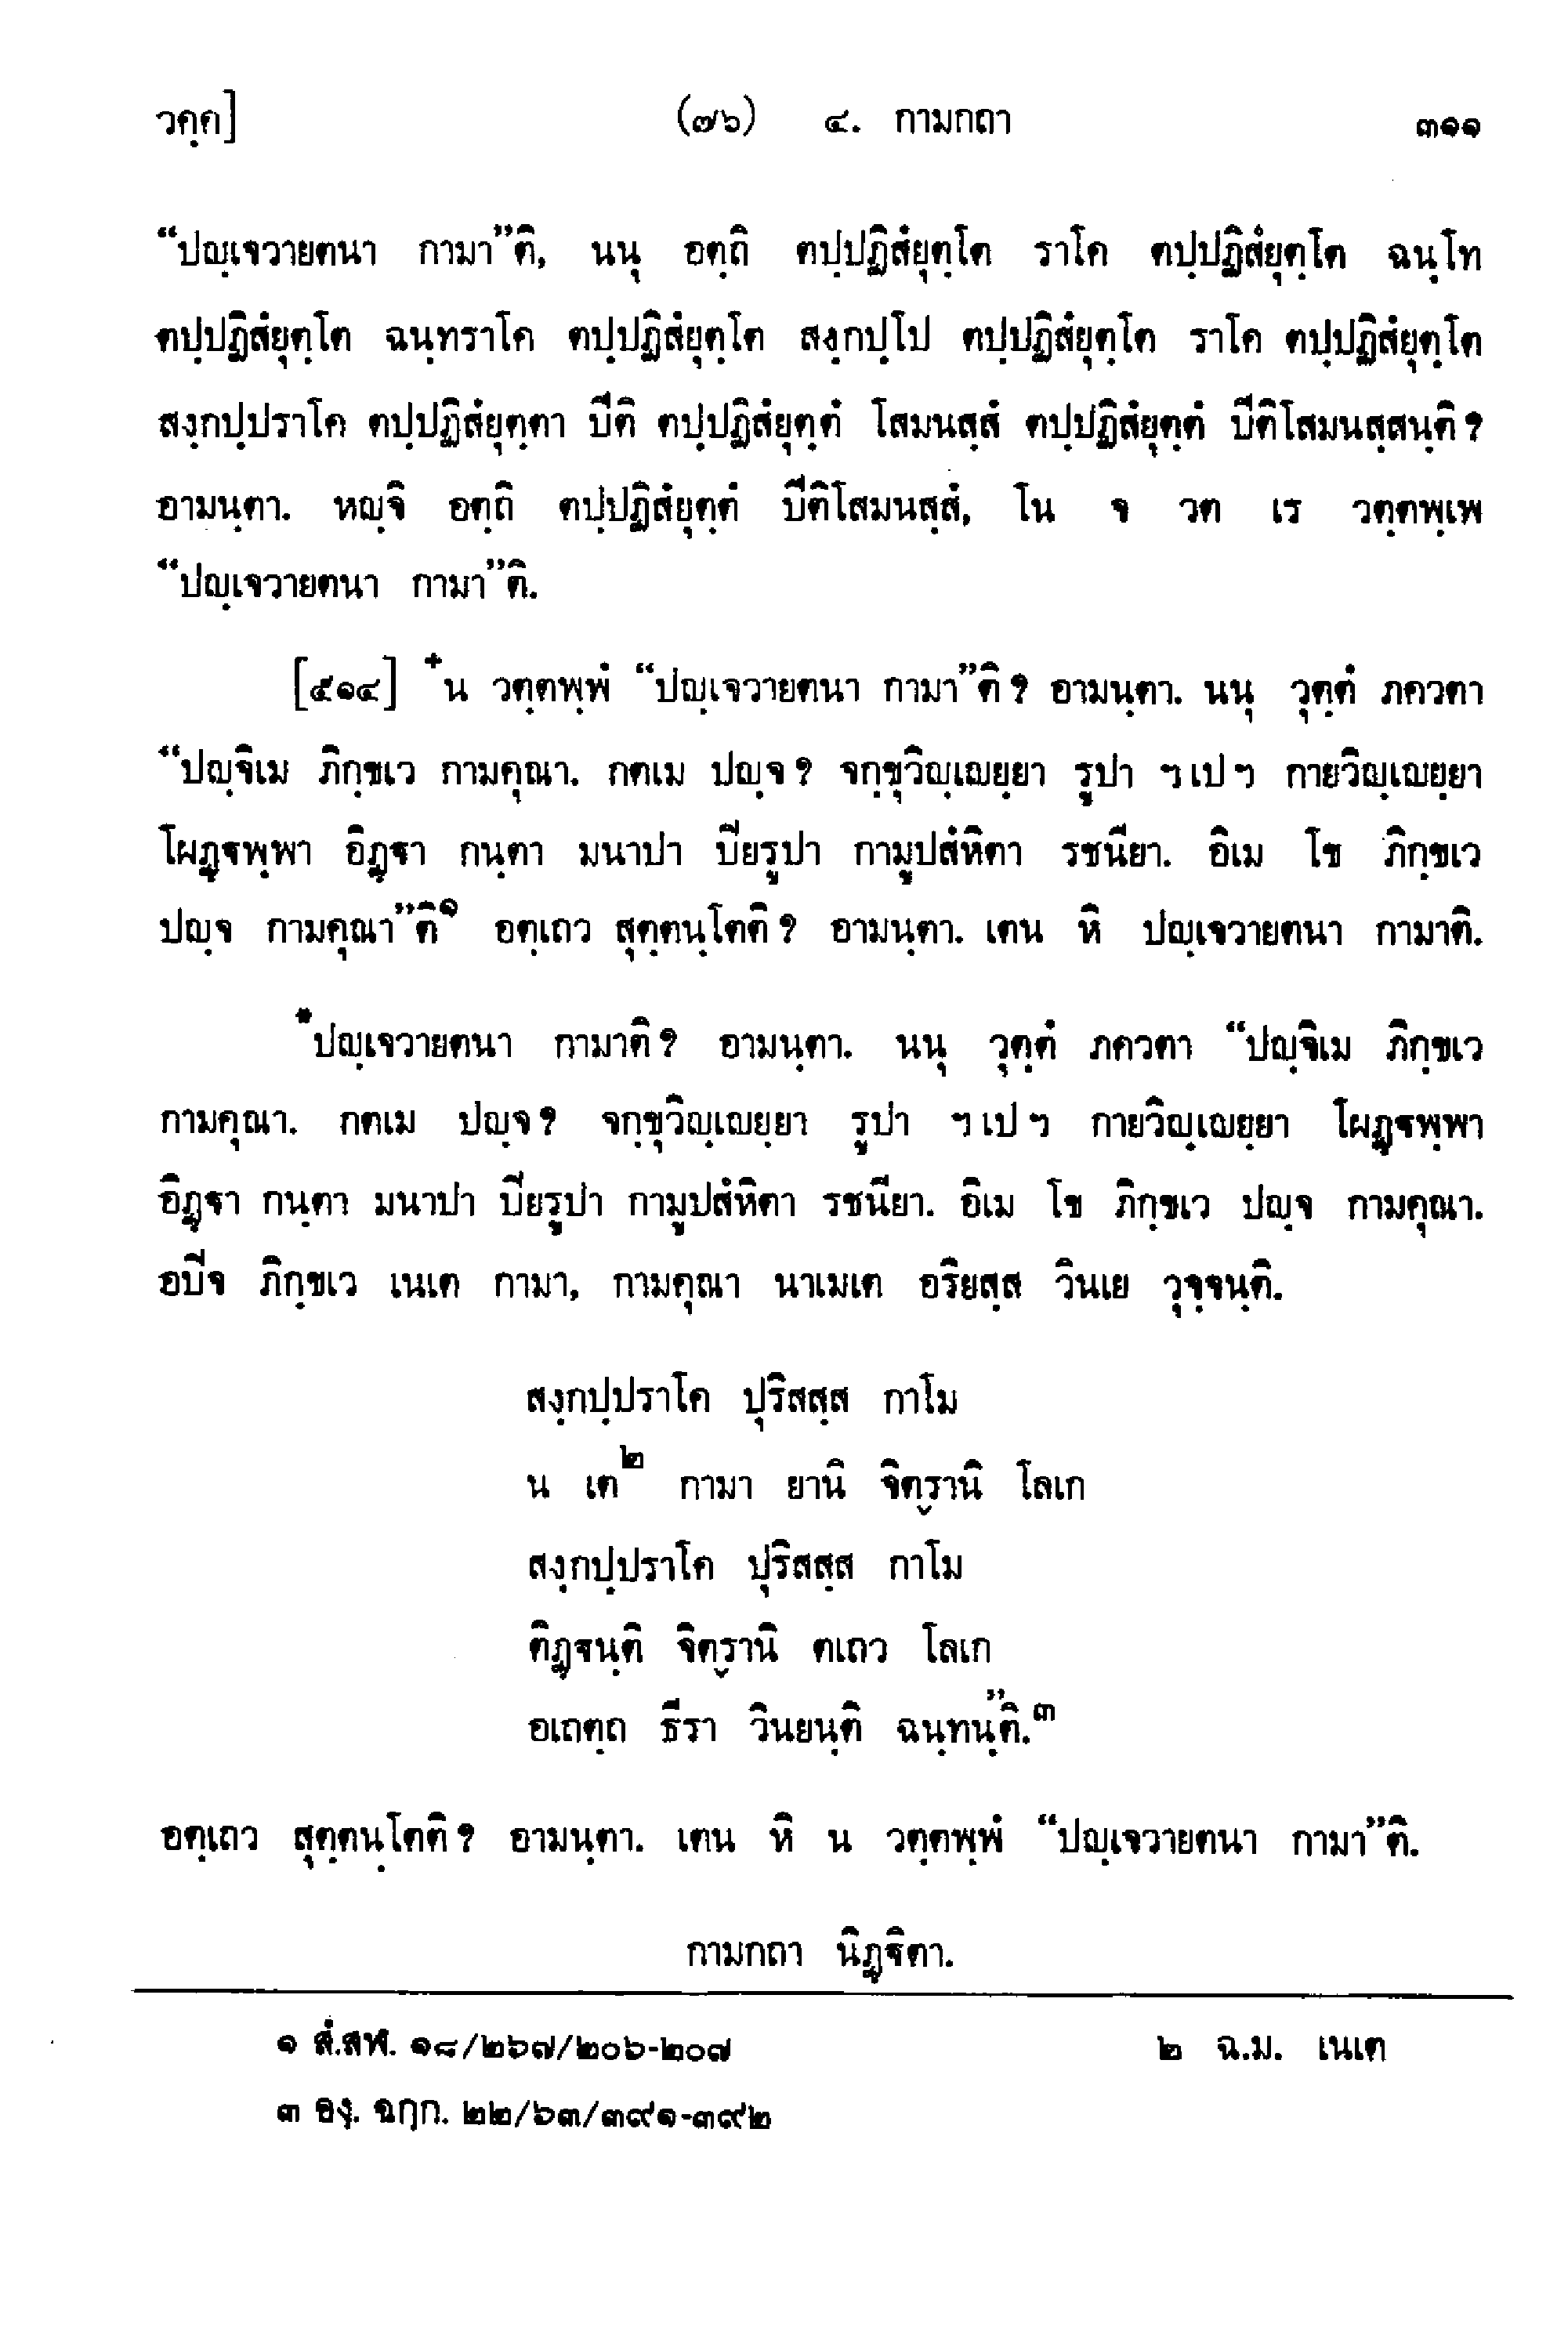 วคฺค] (๗๖) ๔. กามกถา ๓๑๑
“ปญฺเจวายตนา กามา”ติ, นนุ อตฺถิ ตปฺปฏิสํยุตฺโต ราโค ตปฺปฏิสํยุตฺโต ฉนฺโท
ตปฺปฏิสํยุตฺโต ฉนฺทราโค ตปฺปฏิสํยุตฺโต สงฺกปฺโป ตปฺปฏิสํยุตฺโต ราโค ตปฺปฏิสํยุตฺโต
สงฺกปฺปราโค ตปฺปฏิสํยุตฺตา ปีติ ตปฺปฏิสํยุตฺตํ โสมนสฺสํ ตปฺปฏิสํยุตฺตํ ปีติโสมนสฺสนฺติ?
อามนฺตา. หญฺจิ อตฺถิ ตปฺปฏิสํยุตฺตํ ปีติโสมนสฺสํ, โน จ วต เร วตฺตพฺเพ
“ปญฺเจวายตนา กามา”ติ.
[๕๑๔] +น วตฺตพฺพํ “ปญฺเจวายตนา กามา”ติ? อามนฺตา. นนุ วุตฺตํ ภควตา
“ปญฺจิเม ภิกฺขเว กามคุณา. กตเม ปญฺจ? จกฺขุวิญฺเญยฺยา รูปา ฯ เป ฯ กายวิญฺเญยฺยา
โผฏฺฐพฺพา อิฏฺฐา กนฺตา มนาปา ปิยรูปา กามูปสํหิตา รชนียา. อิเม โข ภิกฺขเว
ปญฺจ กามคุณา”ติ๑ อตฺเถว สุตฺตนฺโตติ? อามนฺตา. เตน หิ ปญฺเจวายตนา กามาติ.
*ปญฺเจวายตนา กามาติ? อามนฺตา. นนุ วุตฺตํ ภควตา “ปญฺจิเม ภิกฺขเว
กามคุณา. กตเม ปญฺจ? จกฺขุวิญฺเญยฺยา รูปา ฯ เป ฯ กายวิญฺเญยฺยา โผฏฺฐพฺพา
อิฏฺฐา กนฺตา มนาปา ปิยรูปา กามูปสํหิตา รชนียา. อิเม โข ภิกฺขเว ปญฺจ กามคุณา.
อปิจ ภิกฺขเว เนเต กามา, กามคุณา นาเมเต อริยสฺส วินเย วุจฺจนฺติ.
สงฺกปฺปราโค ปุริสสฺส กาโม
น เต๒ กามา ยานิ จิตฺรานิ โลเก
สงฺกปฺปราโค ปุริสสฺส กาโม
ติฏฺฐนฺติ จิตฺรานิ ตเถว โลเก
อเถตฺถ ธีรา วินยนฺติ ฉนฺทนฺ”ติ.๓
อตฺเถว สุตฺตนฺโตติ? อามนฺตา. เตน หิ น วตฺตพฺพํ “ปญฺเจวายตนา กามา”ติ.
กามกถา นิฏฺฐิตา.
๑ สํ.สฬ. ๑๘/๒๖๗/๒๐๖-๒๐๗ ๒ ฉ.ม. เนเต
๓ องฺ. ฉกฺก. ๒๒/๖๓/๓๙๑-๓๙๒